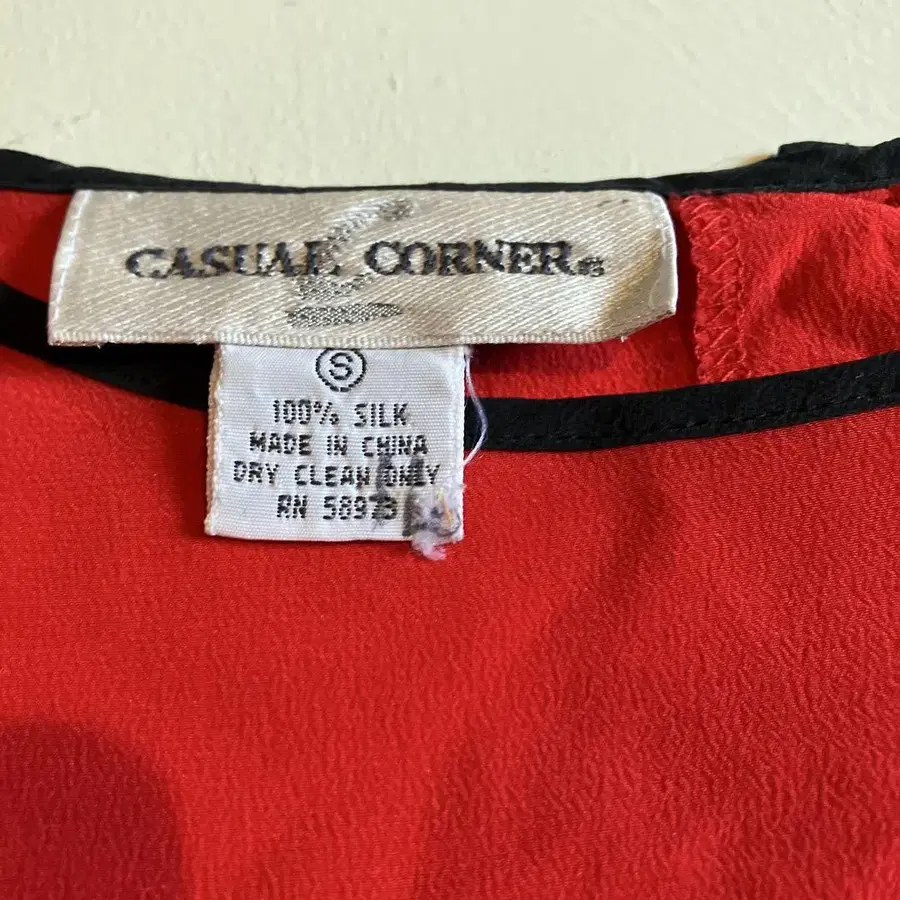 CASUAL CORNER®
S
100% SILK
MADE IN CHINA
DRY CLEAN ONLY
RN 58973